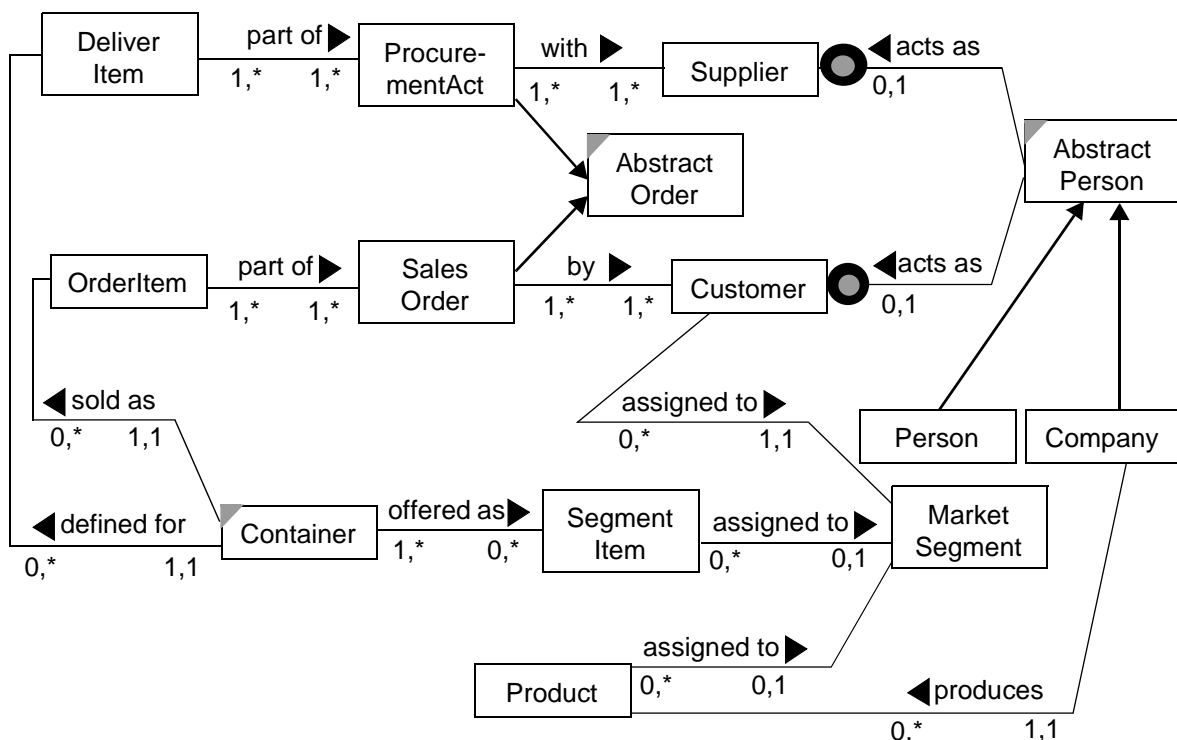 Deliver
Item
part of
1,*
1,*
Procure-
mentAct
with
1,*
1,*
Supplier
acts as
0,1
Abstract
Order
Abstract
Person
OrderItem
part of
1,*
1,*
Sales
Order
by
1,*
1,*
Customer
acts as
0,1
sold as
0,*
1,1
assigned to
0,*
1,1
Person
Company
defined for
0,*
1,1
Container
offered as
1,*
0,*
Segment
Item
assigned to
0,*
0,1
Market
Segment
assigned to
0,*
0,1
Product
produces
0,*
1,1